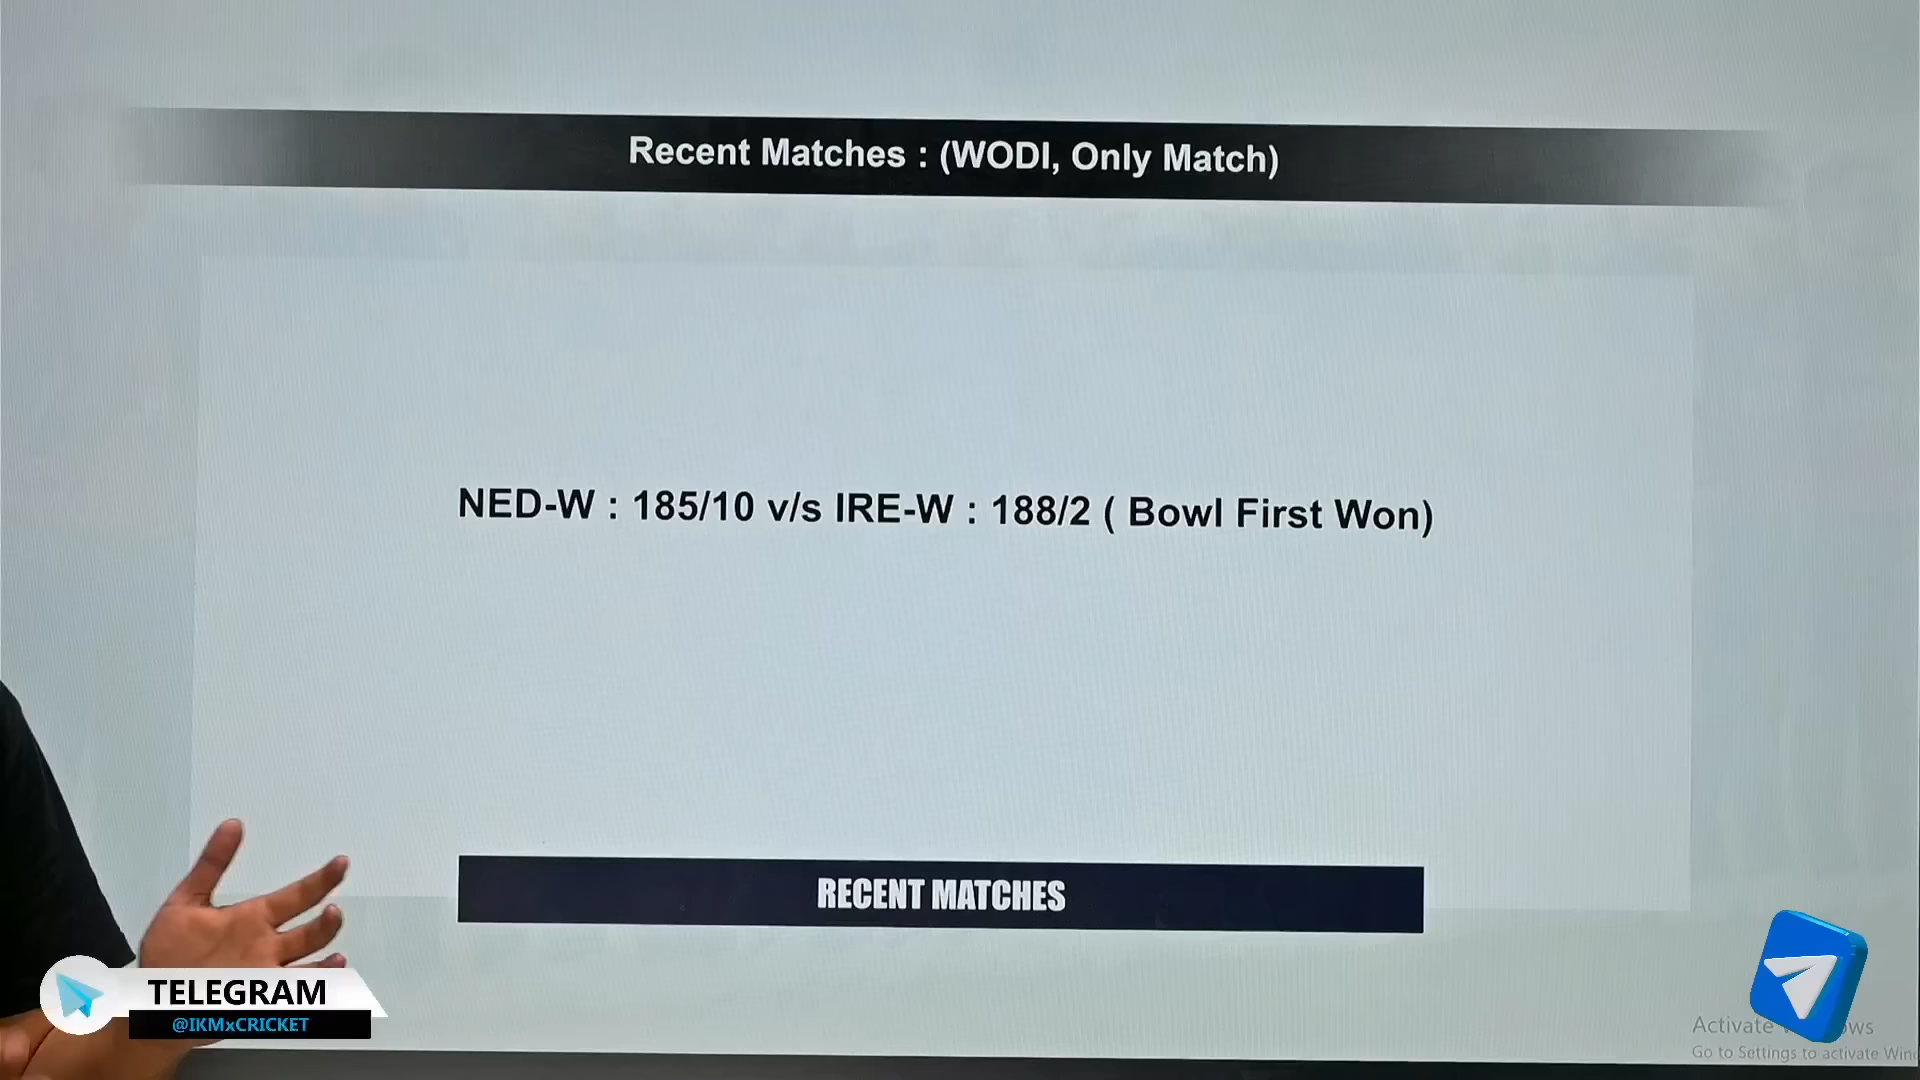 Recent Matches : (WODI, Only Match)
NED-W : 185/10 v/s IRE-W : 188/2 ( Bowl First Won)
RECENT MATCHES
TELEGRAM
@IKMxCRICKET
Activate
Go to Settings to activate